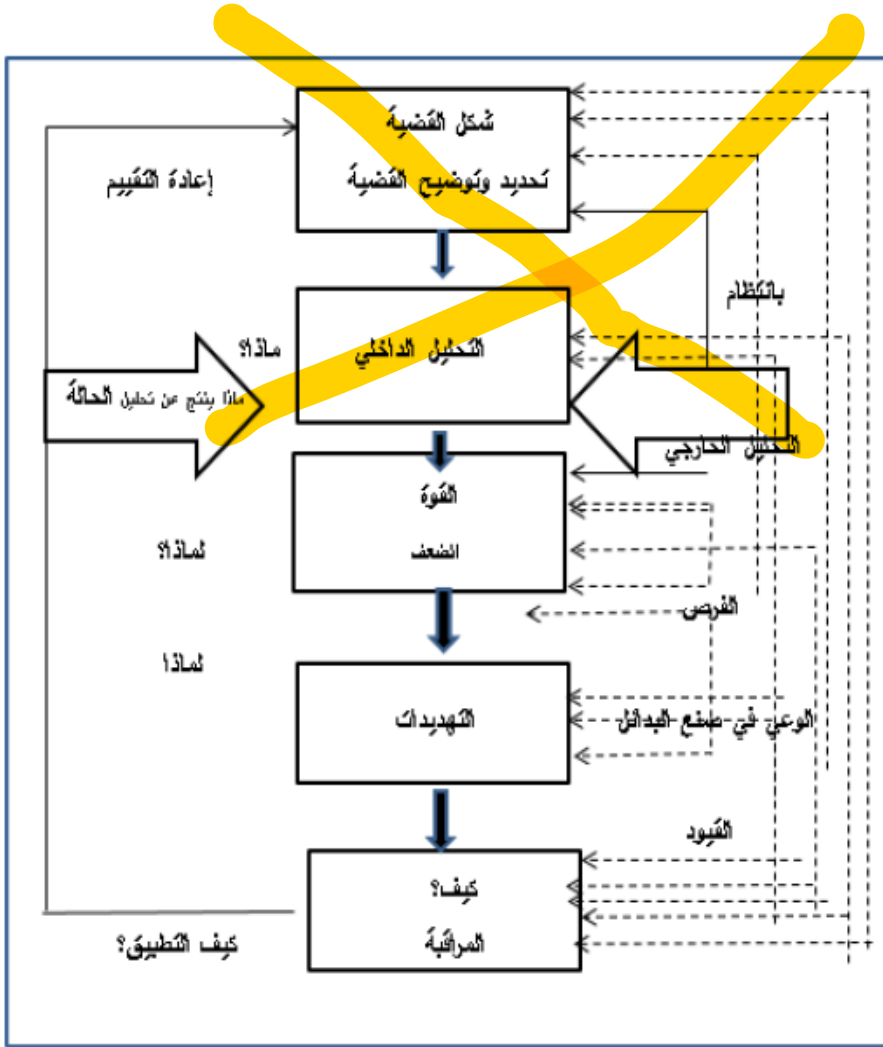 شكل القضية
تحديد وتوضيح القضية
إعادة التقييم
بانتظام
ماذا؟
التحليل الداخلي
ماذا ينتج عن تحليل الحالة
التحليل الخارجي
القوة
الضعف
لماذا؟
الفرص
لماذا
التهديدات
الوعي في صنع البدائل
القيود
كيف؟
المراقبة
كيف التطبيق؟